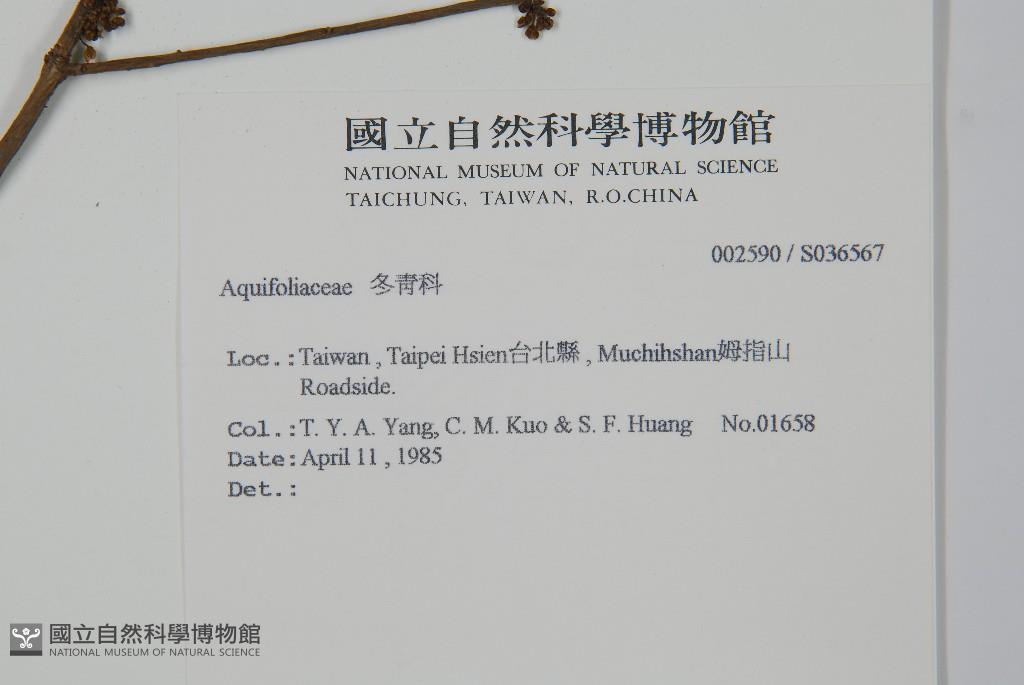 國立自然科學博物館
NATIONAL MUSEUM OF NATURAL SCIENCE
TAICHUNG, TAIWAN, R.O.CHINA
002590 / S036567
Aquifoliaceae 冬青科
Loc.:Taiwan , Taipei Hsien台北縣 , Muchihshan姆指山
Roadside.
Col.:T. Y. A. Yang, C. M. Kuo & S. F. Huang No.01658
Date:April 11 , 1985
Det.:
國立自然科學博物館
NATIONAL MUSEUM OF NATURAL SCIENCE